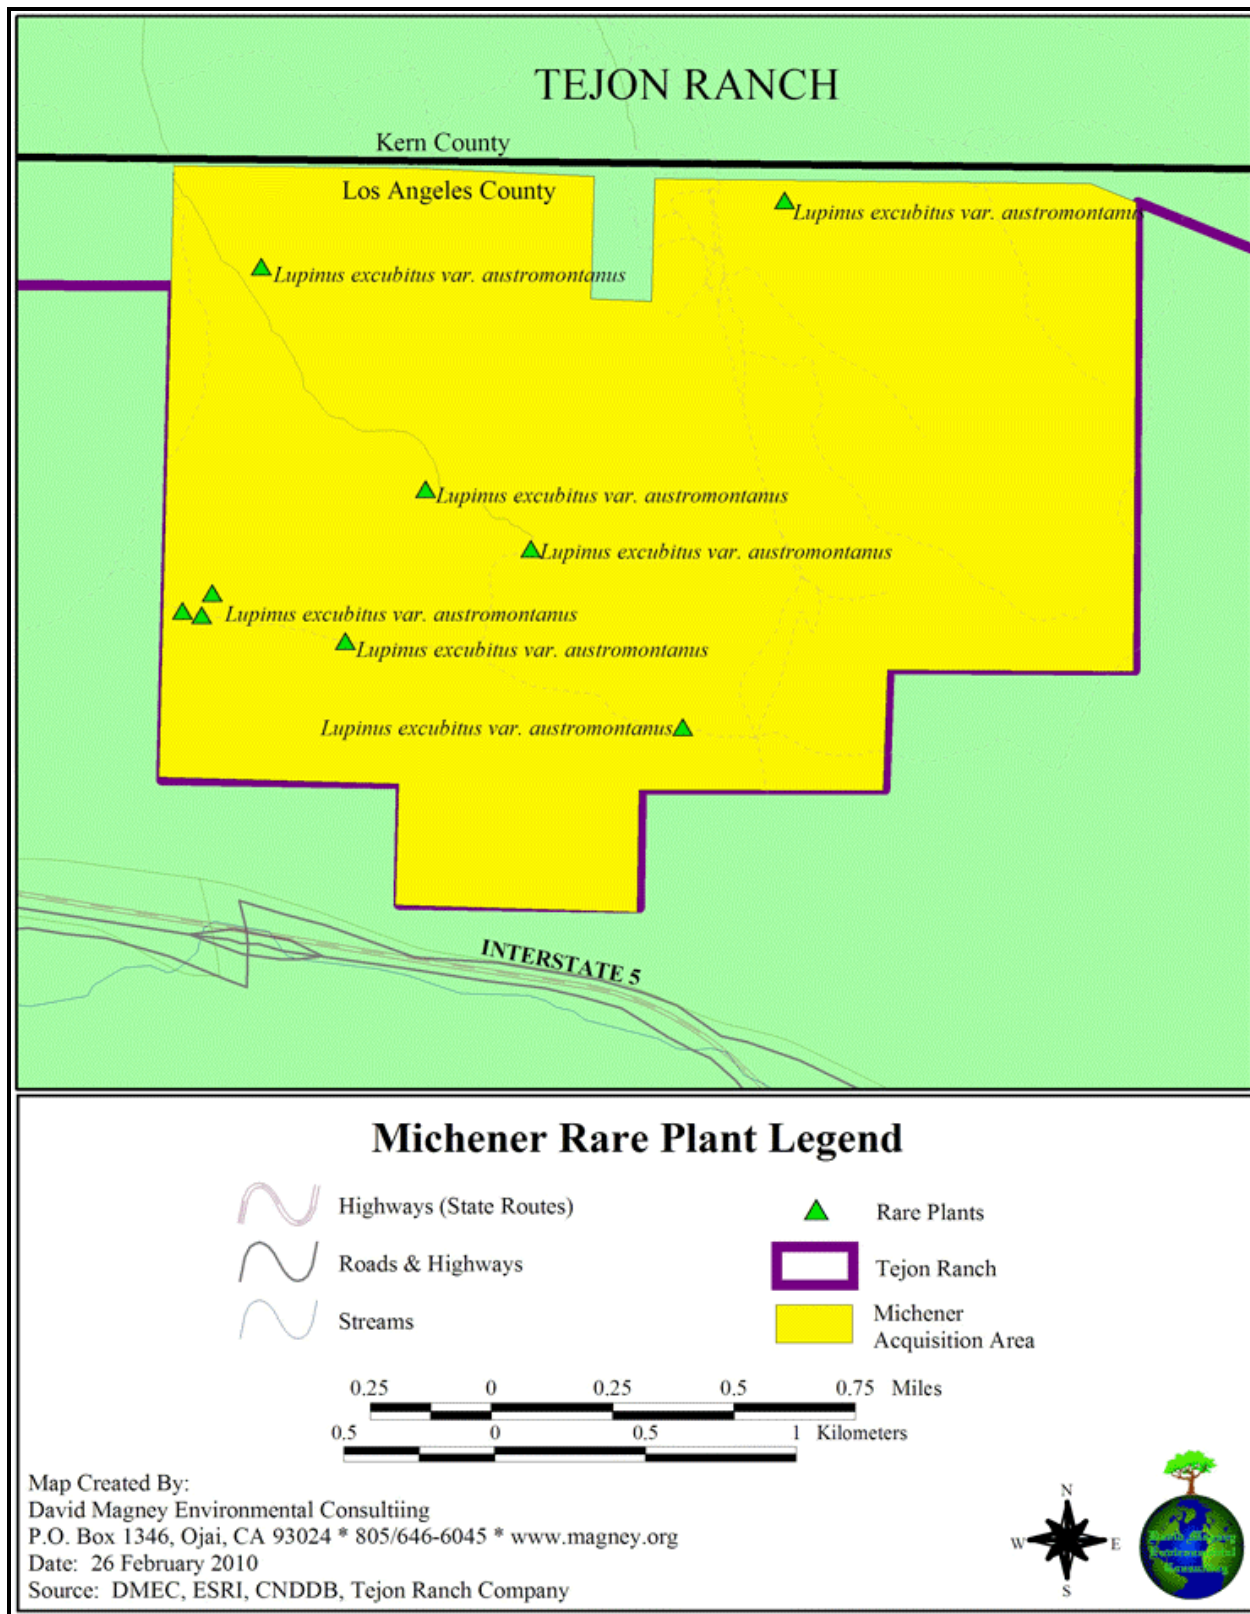 TEJON RANCH
Kern County
Los Angeles County
Lupinus excubitus var. austromontanus
Lupinus excubitus var. austromontanus
Lupinus excubitus var. austromontanus
Lupinus excubitus var. austromontanus
Lupinus excubitus var. austromontanus
Lupinus excubitus var. austromontanus
Lupinus excubitus var. austromontanus
INTERSTATE 5
Michener Rare Plant Legend
Highways (State Routes)
Roads & Highways
Streams
Rare Plants
Tejon Ranch
Michener
Acquisition Area
0.25 0 0.25 0.5 0.75 Miles
0.5 0 0.5 1 Kilometers
Map Created By:
David Magney Environmental Consultiing
P.O. Box 1346, Ojai, CA 93024 * 805/646-6045 * www.magney.org
Date: 26 February 2010
Source: DMEC, ESRI, CNDDB, Tejon Ranch Company
N
W E
S
David Magney
Environmental
Consulting